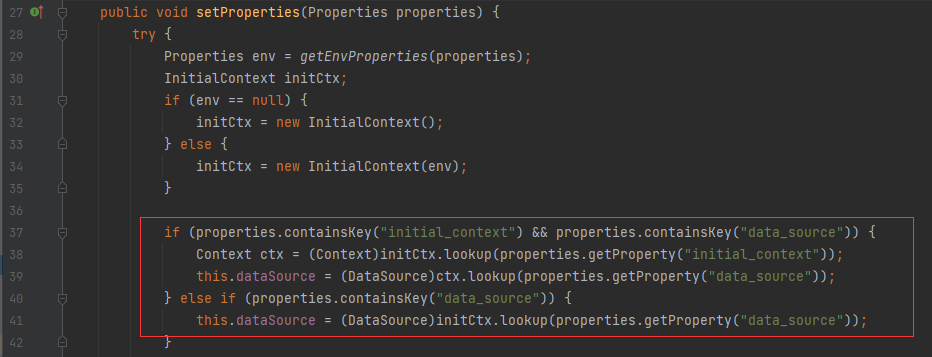 27 public void setProperties(Properties properties) {
28 try {
29 Properties env = getEnvProperties(properties);
30 InitialContext initCtx;
31 if (env == null) {
32 initCtx = new InitialContext();
33 } else {
34 initCtx = new InitialContext(env);
35 }
36
37 if (properties.containsKey("initial_context") && properties.containsKey("data_source")) {
38 Context ctx = (Context)initCtx.lookup(properties.getProperty("initial_context"));
39 this.dataSource = (DataSource)ctx.lookup(properties.getProperty("data_source"));
40 } else if (properties.containsKey("data_source")) {
41 this.dataSource = (DataSource)initCtx.lookup(properties.getProperty("data_source"));
42 }